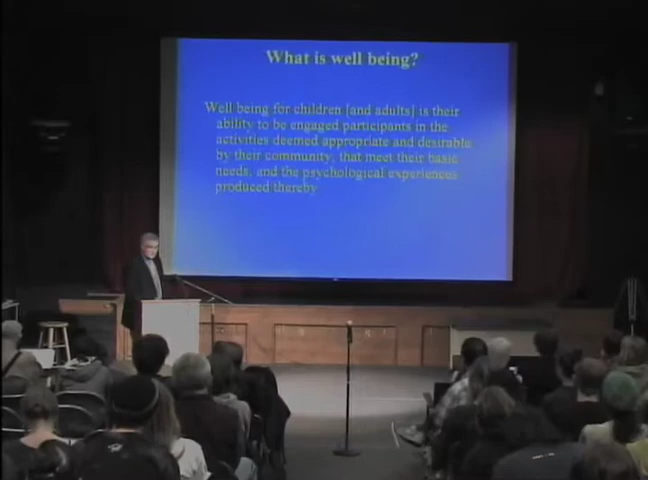 What is well being?
Well being for children [and adults] is their
ability to be engaged participants in the
activities deemed appropriate and desirable
by their community, that meet their basic
needs, and the psychological experiences
produced thereby